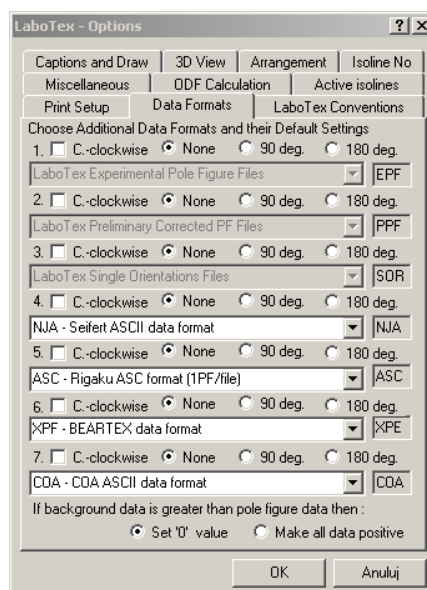 LaboTex - Options
Captions and Draw 3D View Arrangement Isoline No
Miscellaneous ODF Calculation Active isolines
Print Setup Data Formats LaboTex Conventions
Choose Additional Data Formats and their Default Settings
1. C.-clockwise None 90 deg. 180 deg.
LaboTex Experimental Pole Figure Files EPF
2. C.-clockwise None 90 deg. 180 deg.
LaboTex Preliminary Corrected PF Files PPF
3. C.-clockwise None 90 deg. 180 deg.
LaboTex Single Orientations Files SOR
4. C.-clockwise None 90 deg. 180 deg.
NJA - Seifert ASCII data format NJA
5. C.-clockwise None 90 deg. 180 deg.
ASC - Rigaku ASC format (1PF/file) ASC
6. C.-clockwise None 90 deg. 180 deg.
XPF - BEARTEX data format XPE
7. C.-clockwise None 90 deg. 180 deg.
COA - COA ASCII data format COA
If background data is greater than pole figure data then :
Set '0' value Make all data positive
OK Anuluj